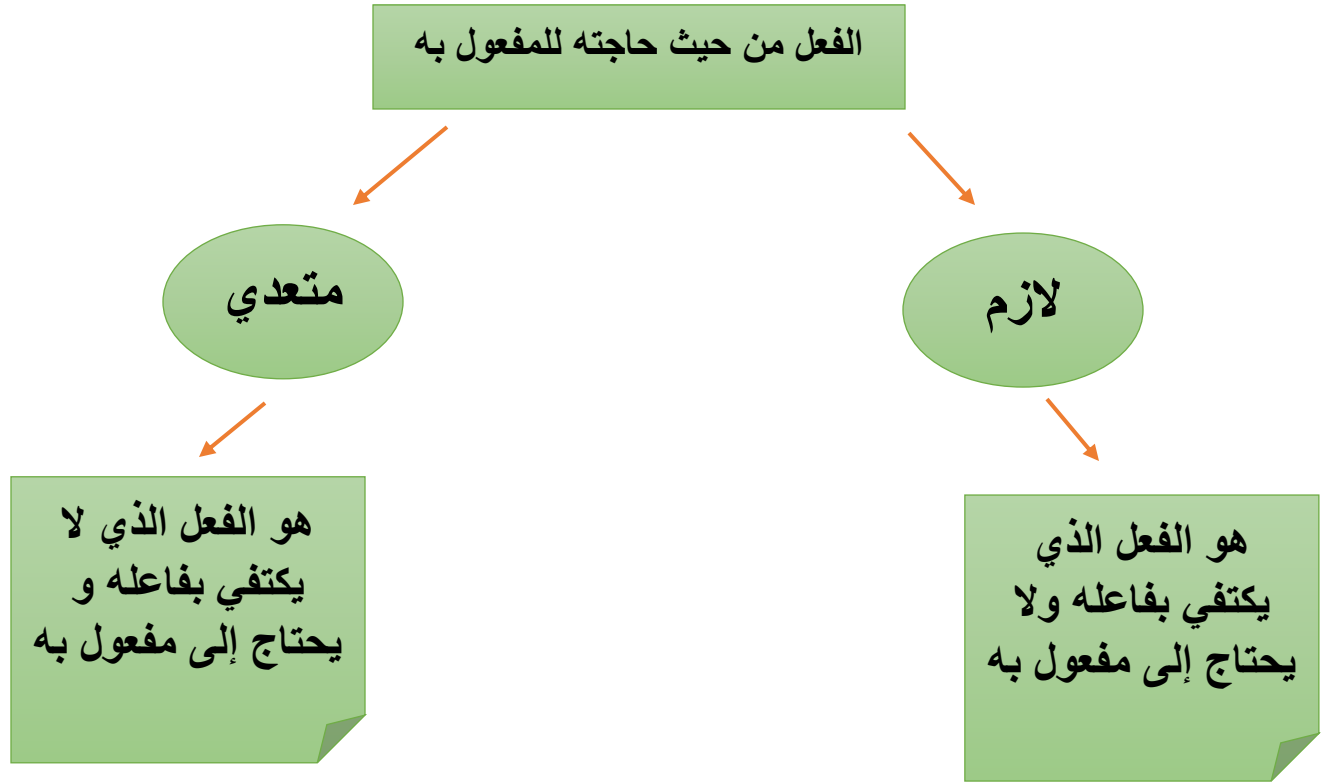 الفعل من حيث حاجته للمفعول به
لازم
متعدي
هو الفعل الذي
يكتفي بفاعله ولا
يحتاج إلى مفعول به
هو الفعل الذي لا
يكتفي بفاعله و
يحتاج إلى مفعول به